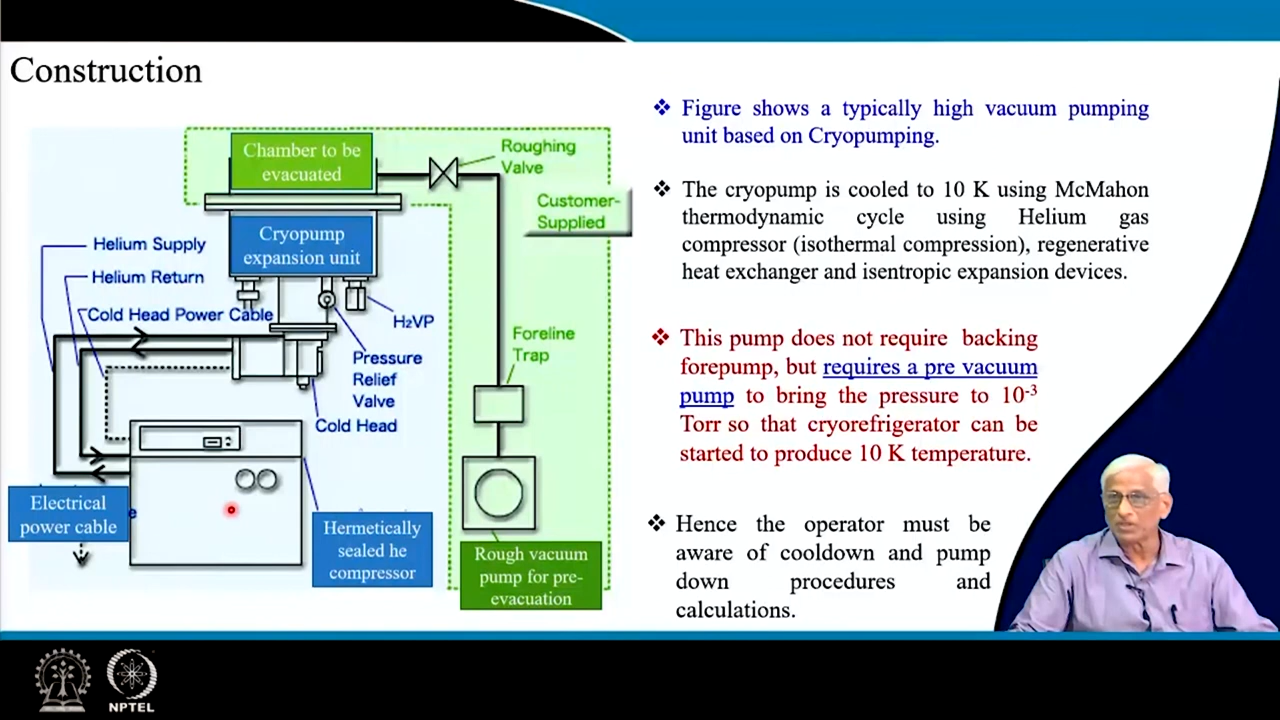 Construction
Chamber to be
evacuated
Roughing
Valve
Customer-
Supplied
Cryopump
expansion unit
Helium Supply
Helium Return
Cold Head Power Cable
H₂VP
Pressure
Relief
Valve
Foreline
Trap
Cold Head
Electrical
power cable
e
Hermetically
sealed he
compressor
Rough vacuum
pump for pre-
evacuation
❖ Figure shows a typically high vacuum pumping
unit based on Cryopumping.
❖ The cryopump is cooled to 10 K using McMahon
thermodynamic cycle using Helium gas
compressor (isothermal compression), regenerative
heat exchanger and isentropic expansion devices.
❖ This pump does not require backing
forepump, but requires a pre vacuum
pump to bring the pressure to 10⁻³
Torr so that cryorefrigerator can be
started to produce 10 K temperature.
❖ Hence the operator must be
aware of cooldown and pump
down procedures and
calculations.
NPTEL